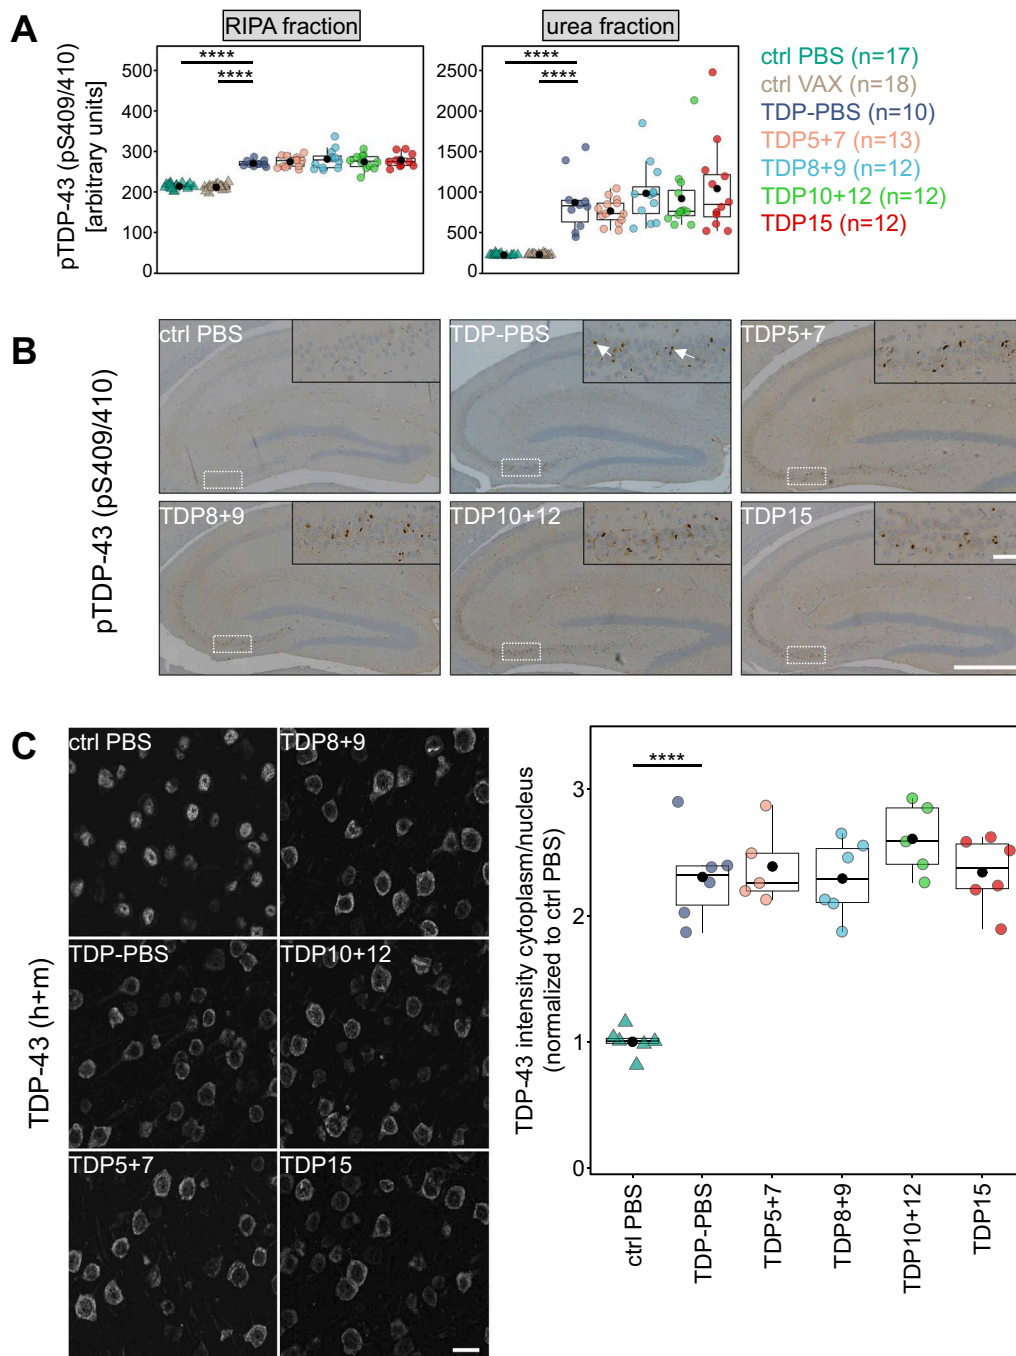 A
RIPA fraction
urea fraction
pTDP-43 (pS409/410)
[arbitrary units]
500
400
300
200
100
0
****
****
2500
2000
1500
1000
500
0
****
****
ctrl PBS (n=17)
ctrl VAX (n=18)
TDP-PBS (n=10)
TDP5+7 (n=13)
TDP8+9 (n=12)
TDP10+12 (n=12)
TDP15 (n=12)
B
pTDP-43 (pS409/410)
ctrl PBS
TDP-PBS
TDP5+7
TDP8+9
TDP10+12
TDP15
C
TDP-43 (h+m)
ctrl PBS
TDP8+9
TDP-PBS
TDP10+12
TDP5+7
TDP15
TDP-43 intensity cytoplasm/nucleus
(normalized to ctrl PBS)
3
2
1
0
****
ctrl PBS
TDP-PBS
TDP5+7
TDP8+9
TDP10+12
TDP15